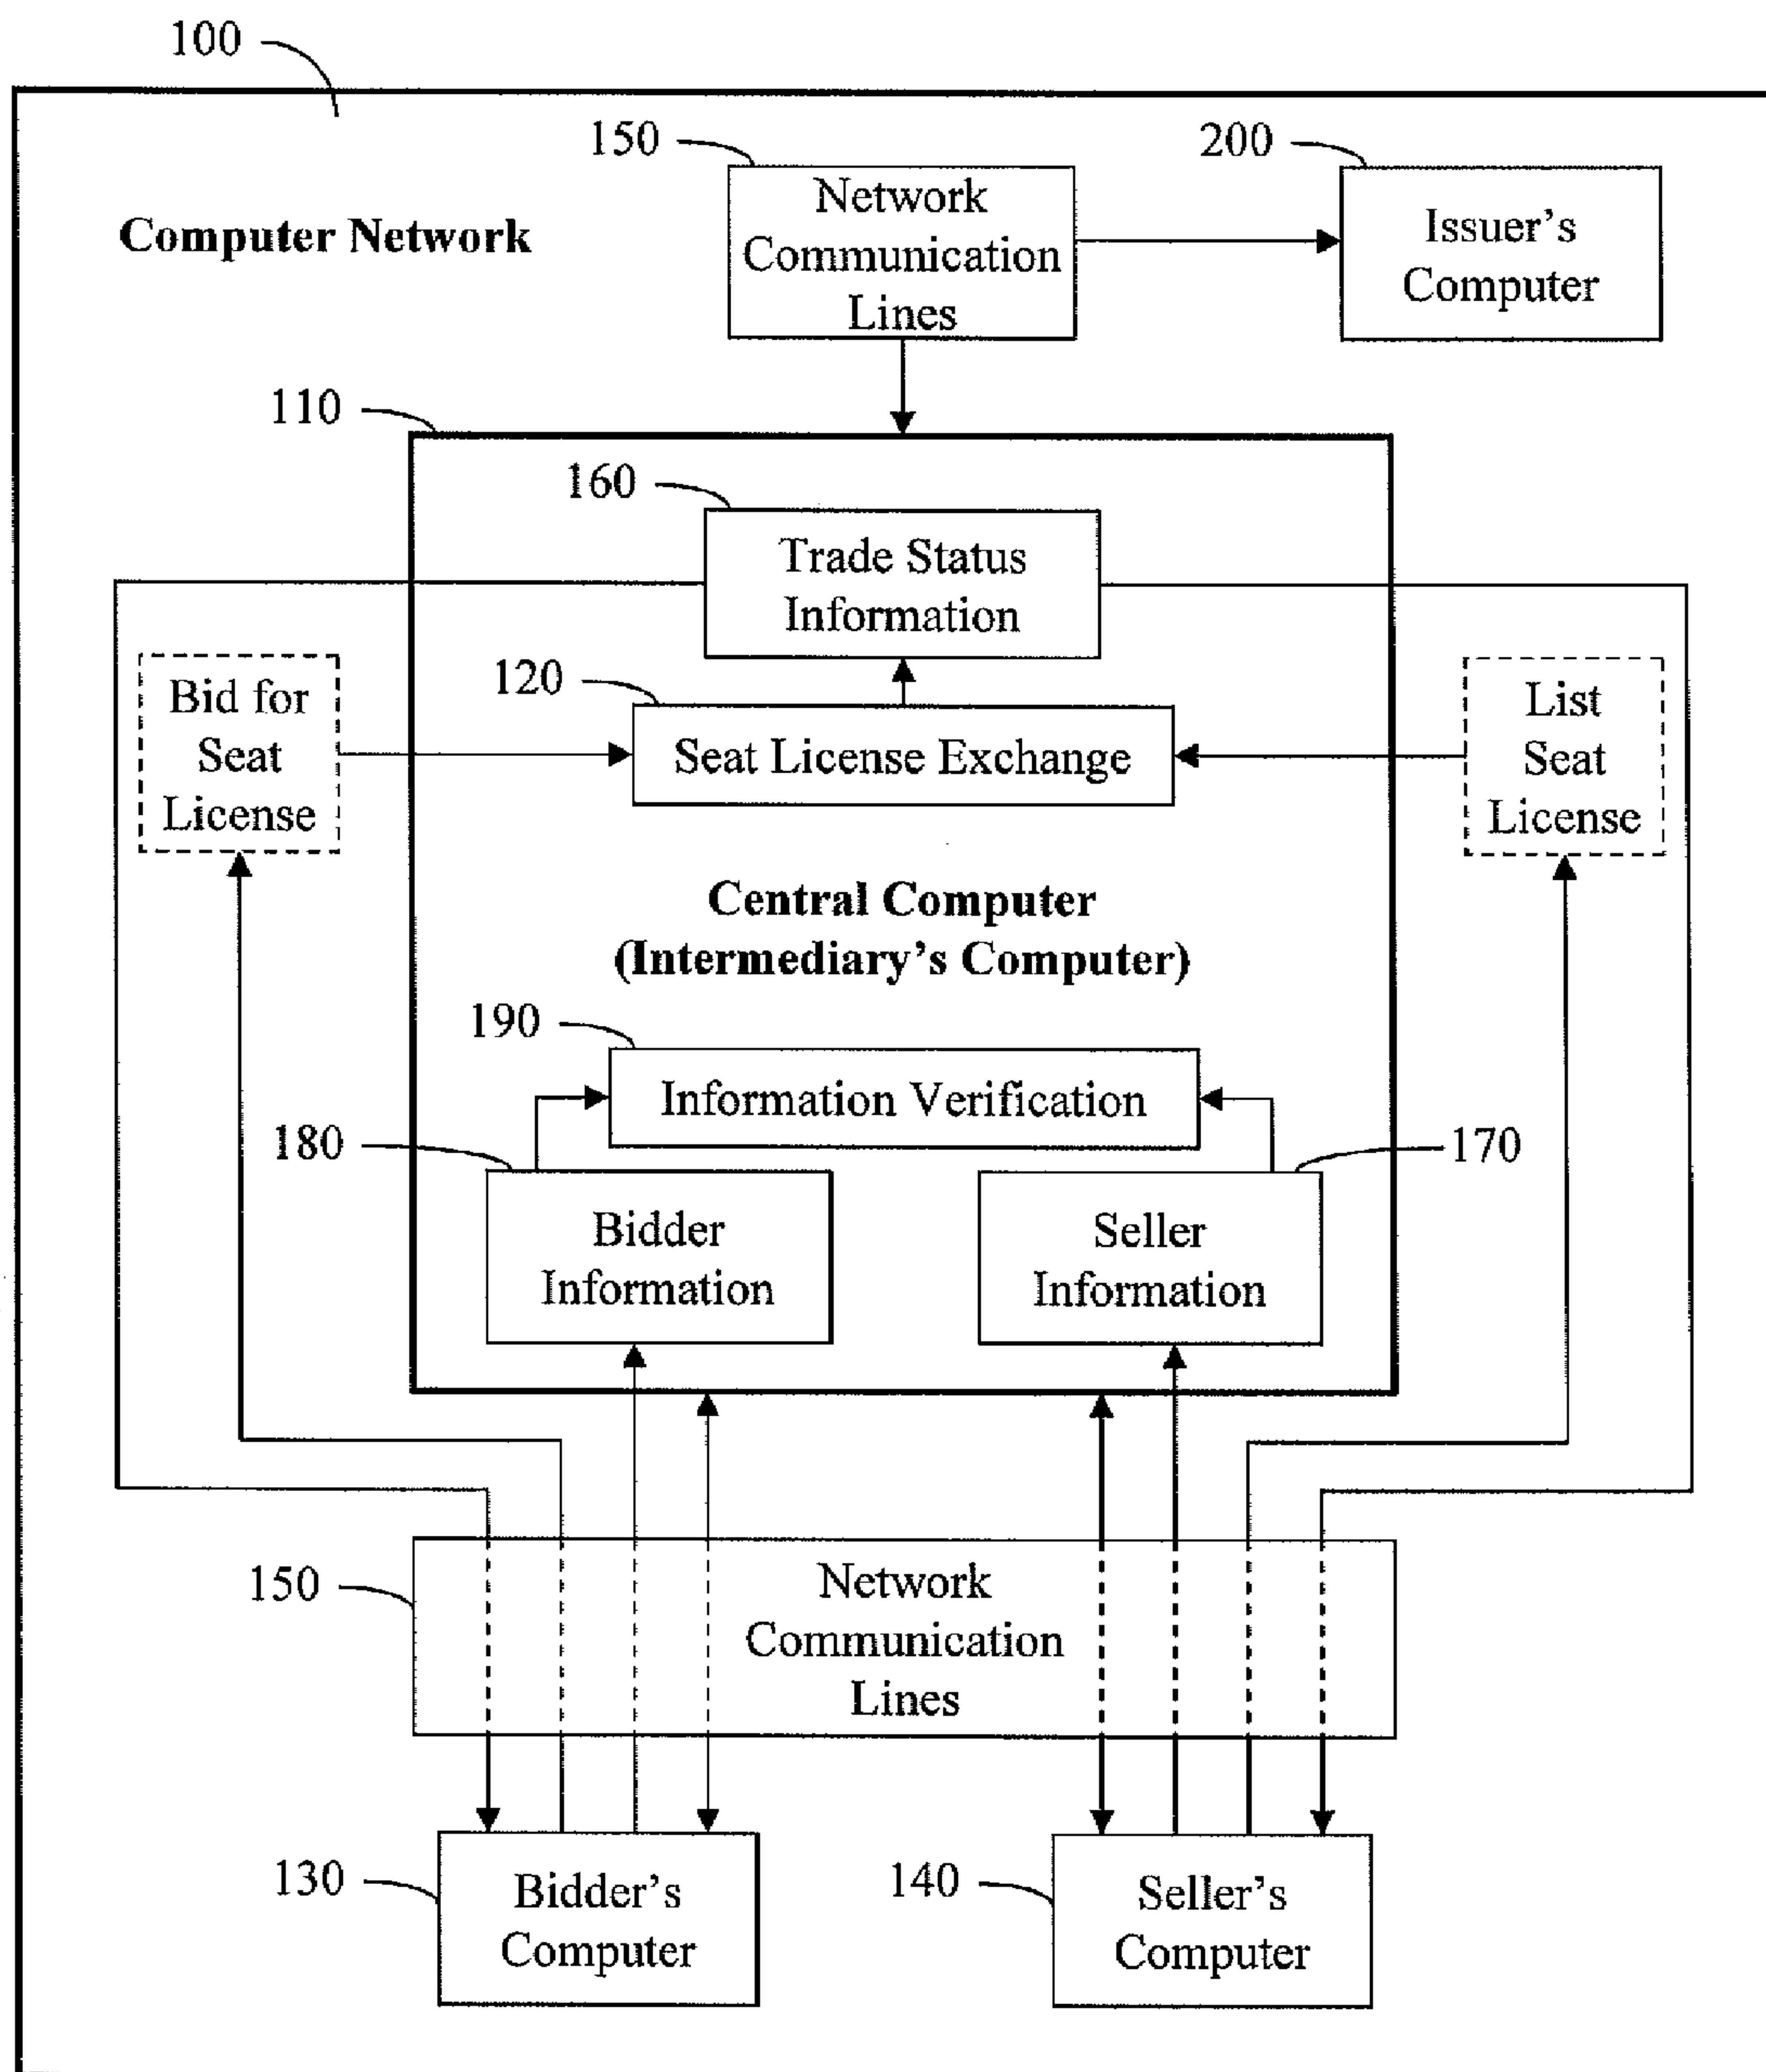 100
150
200
Computer Network
Network
Communication
Lines
Issuer's
Computer
110
160
Trade Status
Information
Bid for
Seat
License
120
Seat License Exchange
List
Seat
License
Central Computer
(Intermediary's Computer)
190
Information Verification
180
170
Bidder
Information
Seller
Information
150
Network
Communication
Lines
130
Bidder's
Computer
140
Seller's
Computer